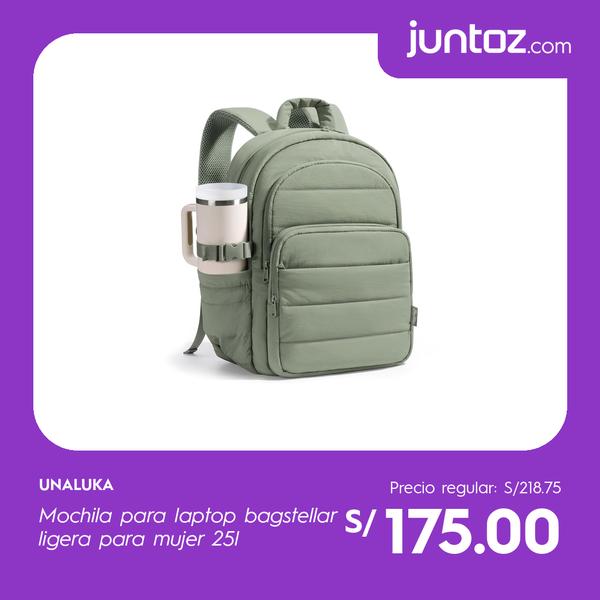 juntoz.com
UNALUKA
Mochila para laptop bagstellar
ligera para mujer 25l
Precio regular: S/218.75
S/ 175.00